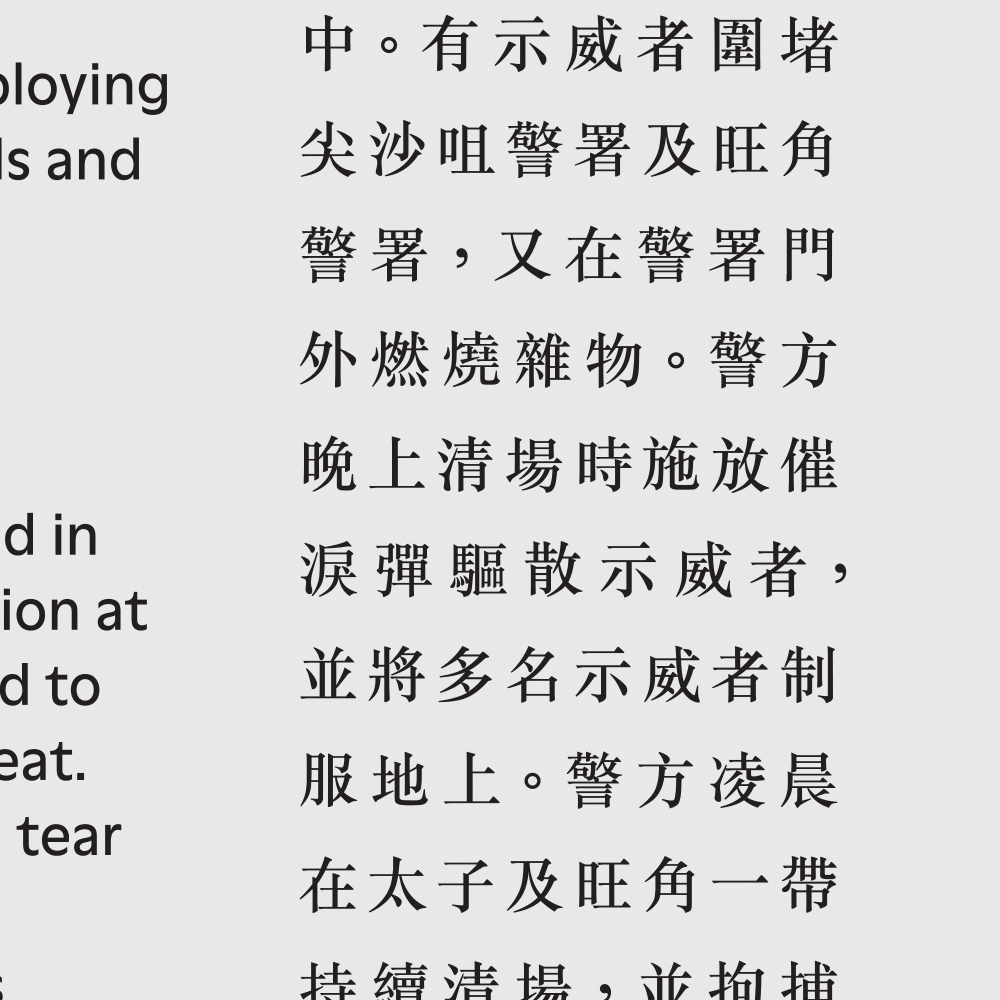 ploying
ls and
d in
ion at
d to
eat.
tear
中。有示威者圍堵
尖沙咀警署及旺角
警署，又在警署門
外燃燒雜物。警方
晚上清場時施放催
淚彈驅散示威者，
並將多名示威者制
服地上。警方凌晨
在太子及旺角一帶
持續清場，並拘捕